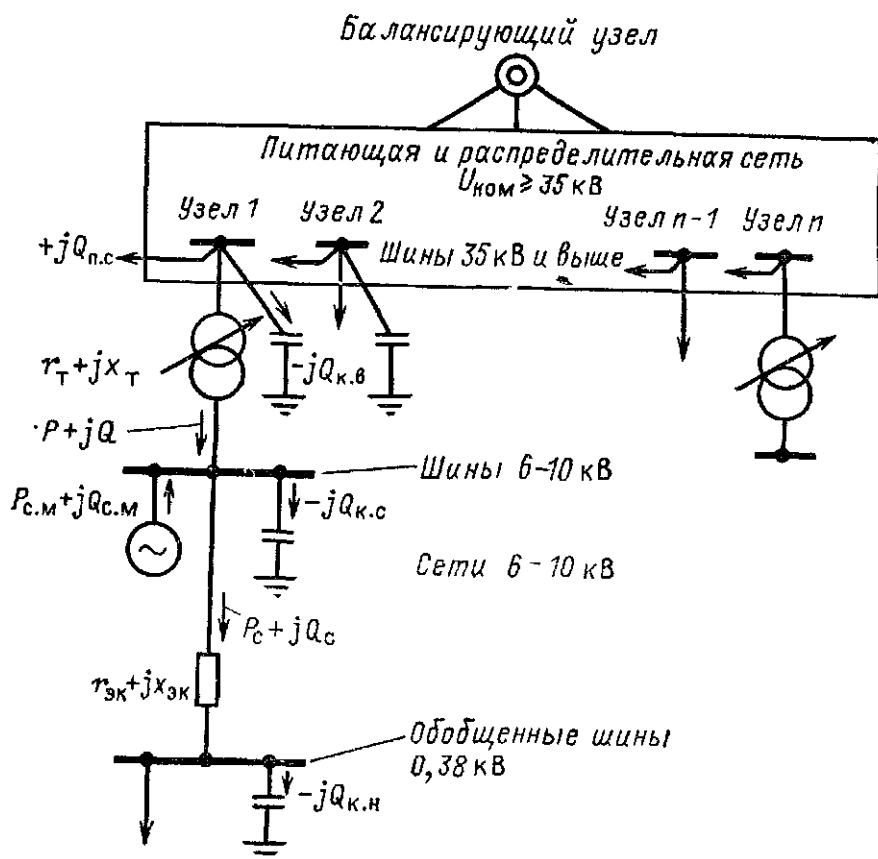 Балансирующий узел
Питающая и распределительная сеть
Uном ≥ 35 кВ
Узел 1
Узел 2
Узел n-1
Узел n
+jQп.с
Шины 35 кВ и выше
rт+jxт
-jQк.в
P+jQ
Шины 6-10 кВ
Pс.м+jQс.м
-jQк.с
Сети 6-10 кВ
Pс+jQс
rэк+jxэк
Обобщенные шины
0,38 кВ
-jQк.н